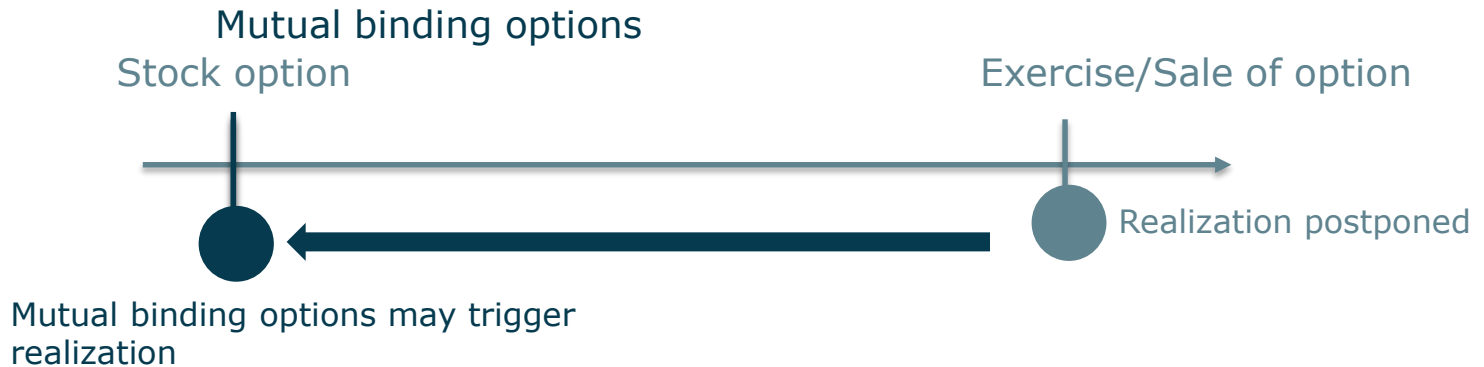 Mutual binding options
Stock option
Exercise/Sale of option
Realization postponed
Mutual binding options may trigger
realization